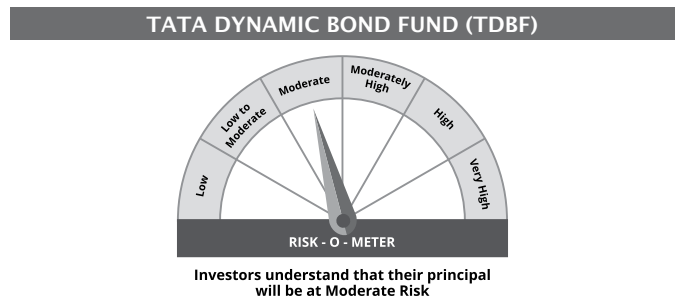 TATA DYNAMIC BOND FUND (TDBF)
Low
Low to
Moderate
Moderate
Moderately
High
High
Very High
RISK - O - METER
Investors understand that their principal
will be at Moderate Risk